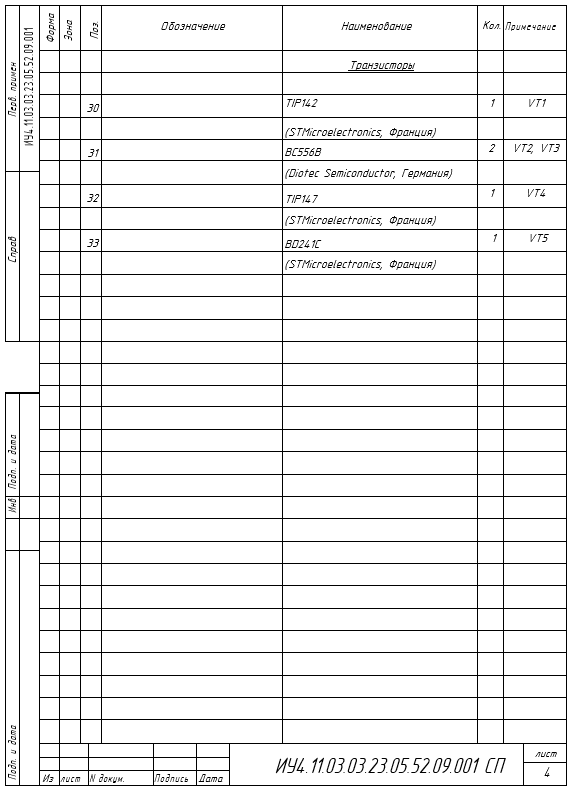 Перв. примен
ИУ4.11.03.03.23.05.52.09.001
Справ
Подп. и дата
Инв
Подп. и дата
Форма Зона Поз. Обозначение Наименование Кол. Примечание
Транзисторы
30 TIP142 1 VT1
(STMicroelectronics, Франция)
31 BC556B 2 VT2, VT3
(Diotec Semiconductor, Германия)
32 TIP147 1 VT4
(STMicroelectronics, Франция)
33 BD241C 1 VT5
(STMicroelectronics, Франция)
Из лист N докум. Подпись Дата
ИУ4.11.03.03.23.05.52.09.001 СП
лист
4